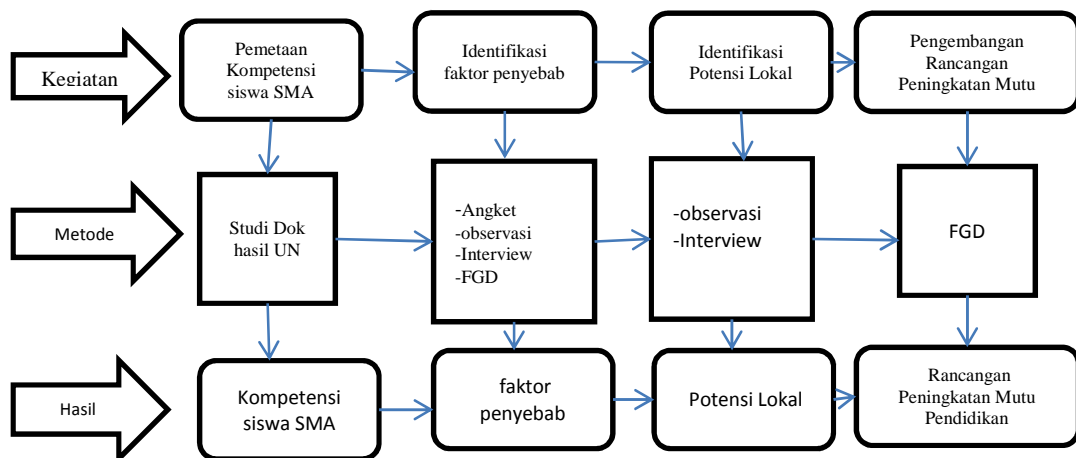 Kegiatan
Pemetaan
Kompetensi
siswa SMA
Identifikasi
faktor penyebab
Identifikasi
Potensi Lokal
Pengembangan
Rancangan
Peningkatan Mutu
Metode
Studi Dok
hasil UN
-Angket
-observasi
-Interview
-FGD
-observasi
-Interview
FGD
Hasil
Kompetensi
siswa SMA
faktor
penyebab
Potensi Lokal
Rancangan
Peningkatan Mutu
Pendidikan